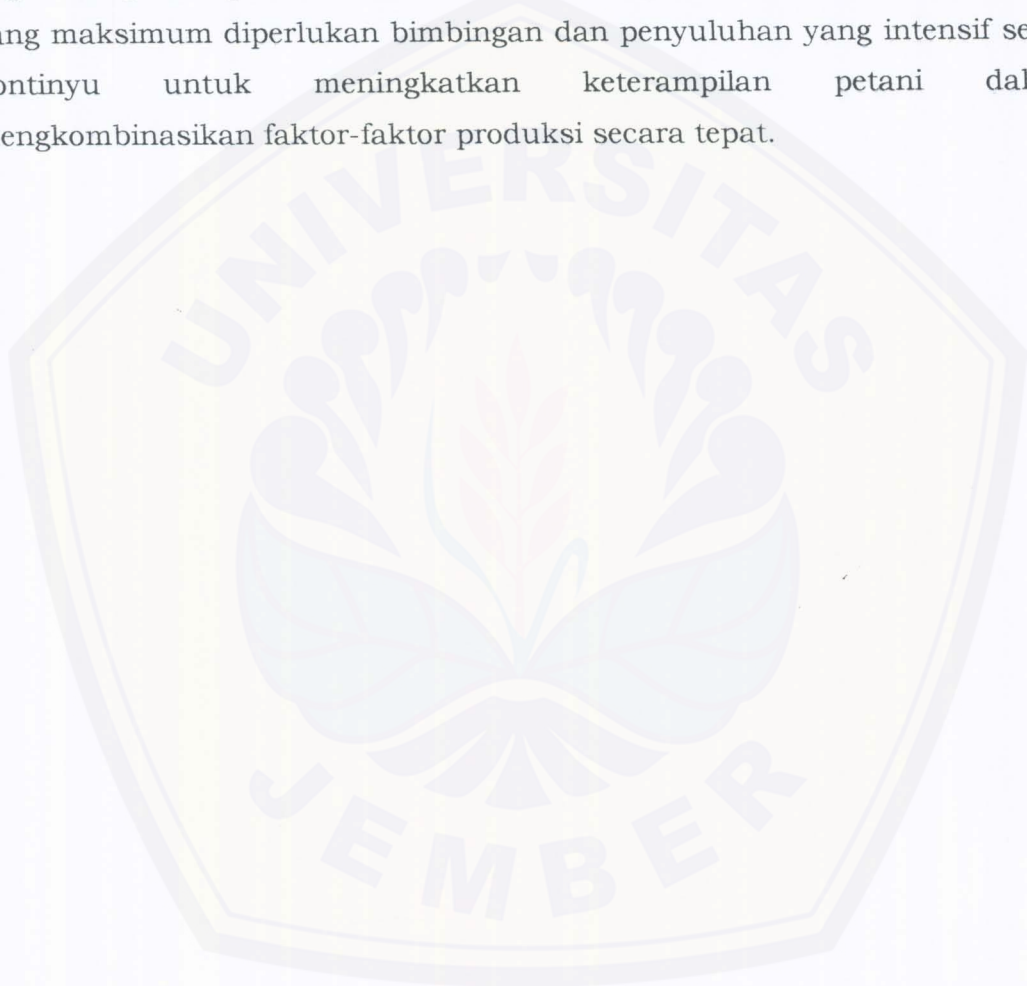 ang maksimum diperlukan bimbingan dan penyuluhan yang intensif se
ontinyu untuk meningkatkan keterampilan petani dal
engkombinasikan faktor-faktor produksi secara tepat.
UNIVERSITAS
JEMBER